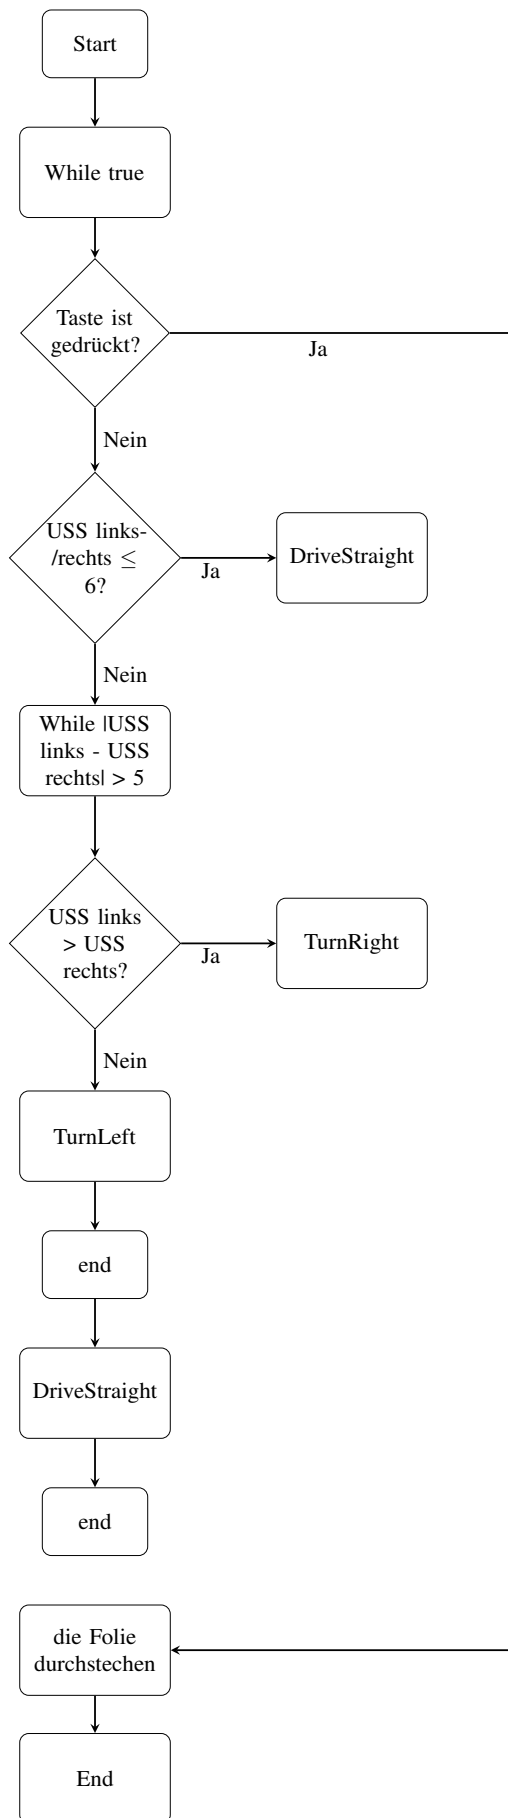 Start
While true
Taste ist
gedrückt?
Ja
Nein
USS links-
/rechts ≤
6?
Ja
DriveStraight
Nein
While |USS
links - USS
rechts| > 5
USS links
> USS
rechts?
Ja
TurnRight
Nein
TurnLeft
end
DriveStraight
end
die Folie
durchstechen
End